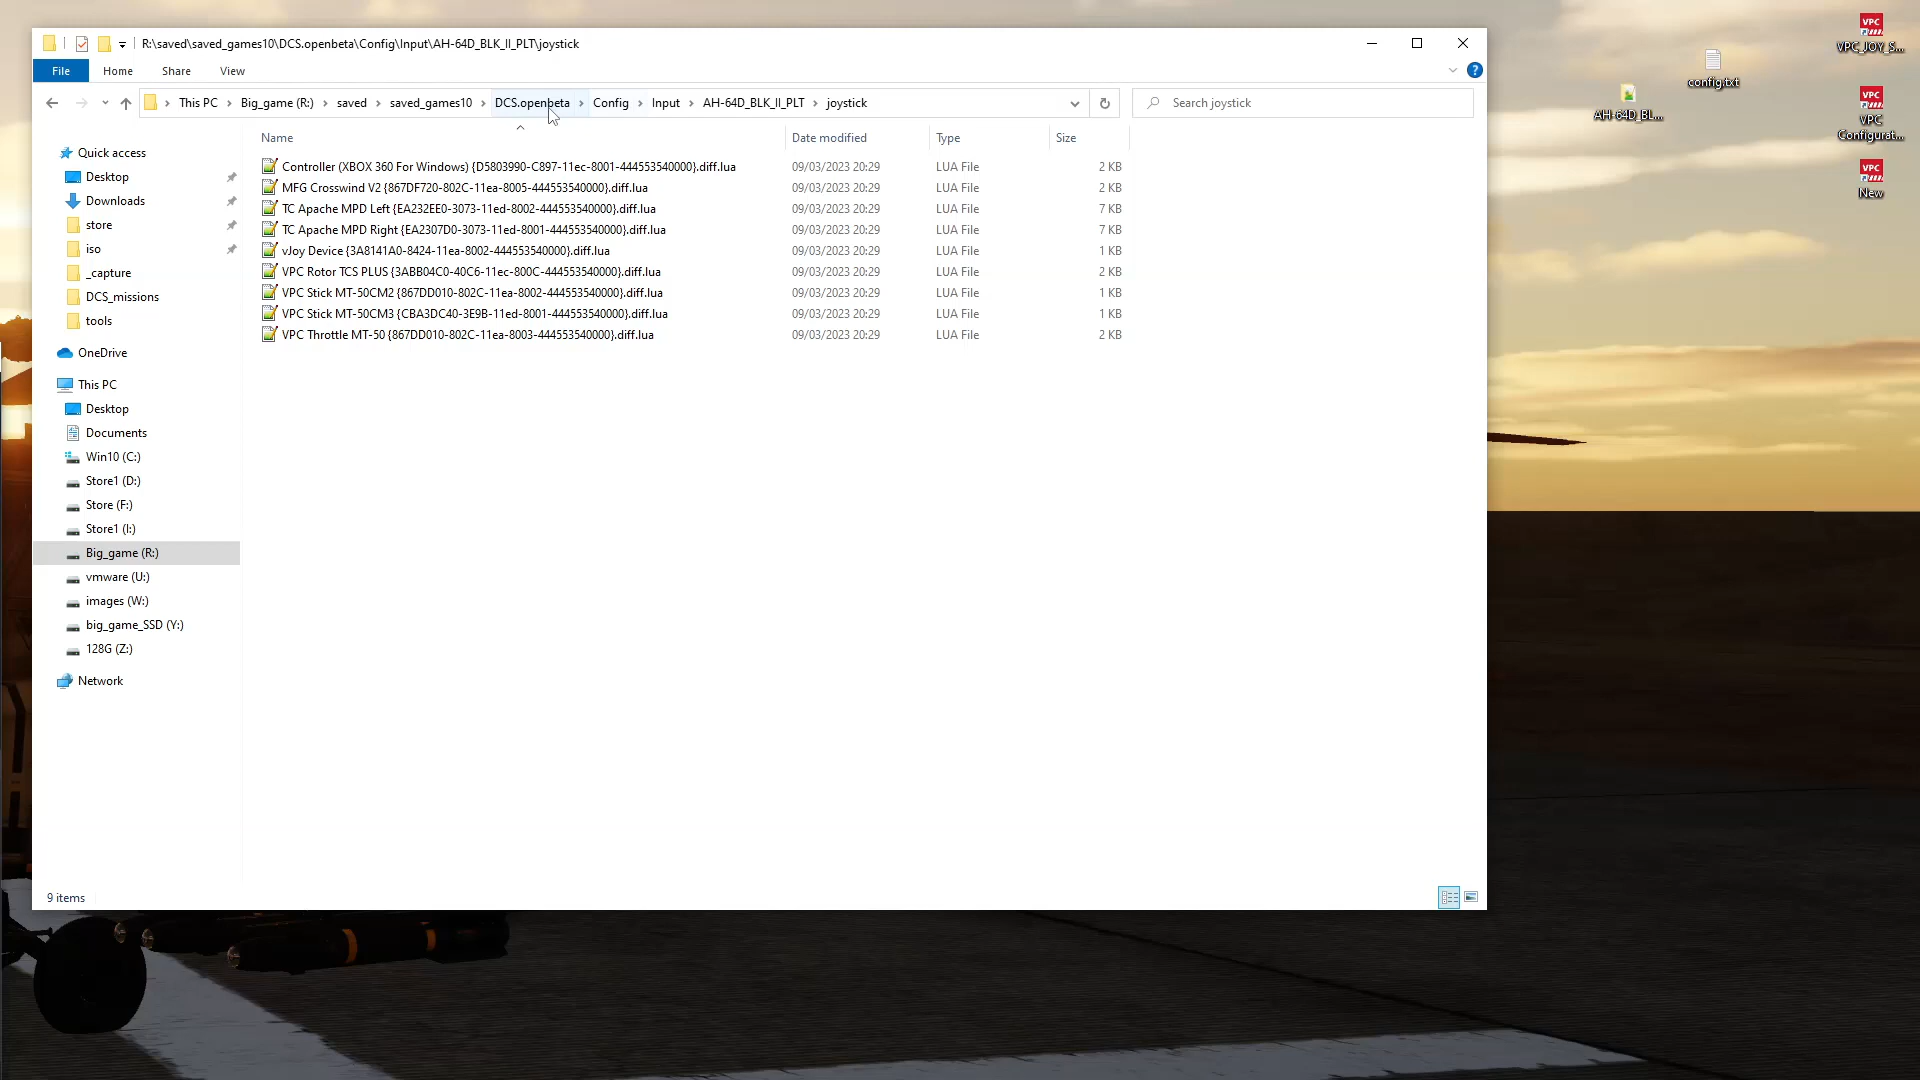 R:\saved\saved_games10\DCS.openbeta\Config\Input\AH-64D_BLK_II_PLT\joystick
File Home Share View
This PC Big_game (R:) saved saved_games10 DCS.openbeta Config Input AH-64D_BLK_II_PLT joystick
Search joystick
Name Date modified Type Size
Controller (XBOX 360 For Windows) {D5803990-C897-11ec-8001-444553540000}.diff.lua 09/03/2023 20:29 LUA File 2 KB
MFG Crosswind V2 {867DF720-802C-11ea-8005-444553540000}.diff.lua 09/03/2023 20:29 LUA File 2 KB
TC Apache MPD Left {EA232EE0-3073-11ed-8002-444553540000}.diff.lua 09/03/2023 20:29 LUA File 7 KB
TC Apache MPD Right {EA2307D0-3073-11ed-8001-444553540000}.diff.lua 09/03/2023 20:29 LUA File 7 KB
vJoy Device {3A8141A0-8424-11ea-8002-444553540000}.diff.lua 09/03/2023 20:29 LUA File 1 KB
VPC Rotor TCS PLUS {3ABB04C0-40C6-11ec-800C-444553540000}.diff.lua 09/03/2023 20:29 LUA File 2 KB
VPC Stick MT-50CM2 {867DD010-802C-11ea-8002-444553540000}.diff.lua 09/03/2023 20:29 LUA File 1 KB
VPC Stick MT-50CM3 {CBA3DC40-3E9B-11ed-8001-444553540000}.diff.lua 09/03/2023 20:29 LUA File 1 KB
VPC Throttle MT-50 {867DD010-802C-11ea-8003-444553540000}.diff.lua 09/03/2023 20:29 LUA File 2 KB
Quick access
Desktop
Downloads
store
iso
_capture
DCS_missions
tools
OneDrive
This PC
Desktop
Documents
Win10 (C:)
Store1 (D:)
Store (F:)
Store1 (I:)
Big_game (R:)
vmware (U:)
images (W:)
big_game_SSD (Y:)
128G (Z:)
Network
9 items
AH-64D_BL...
config.txt
VPC
VPC_JOY_S...
VPC
VPC
Configurat...
VPC
New